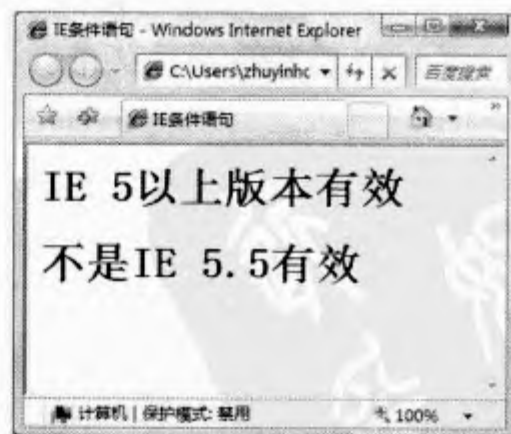 IE条件语句 - Windows Internet Explorer
C:\Users\zhuyinhc 百度搜索
IE条件语句
IE 5以上版本有效
不是IE 5.5有效
计算机 | 保护模式: 禁用 100%